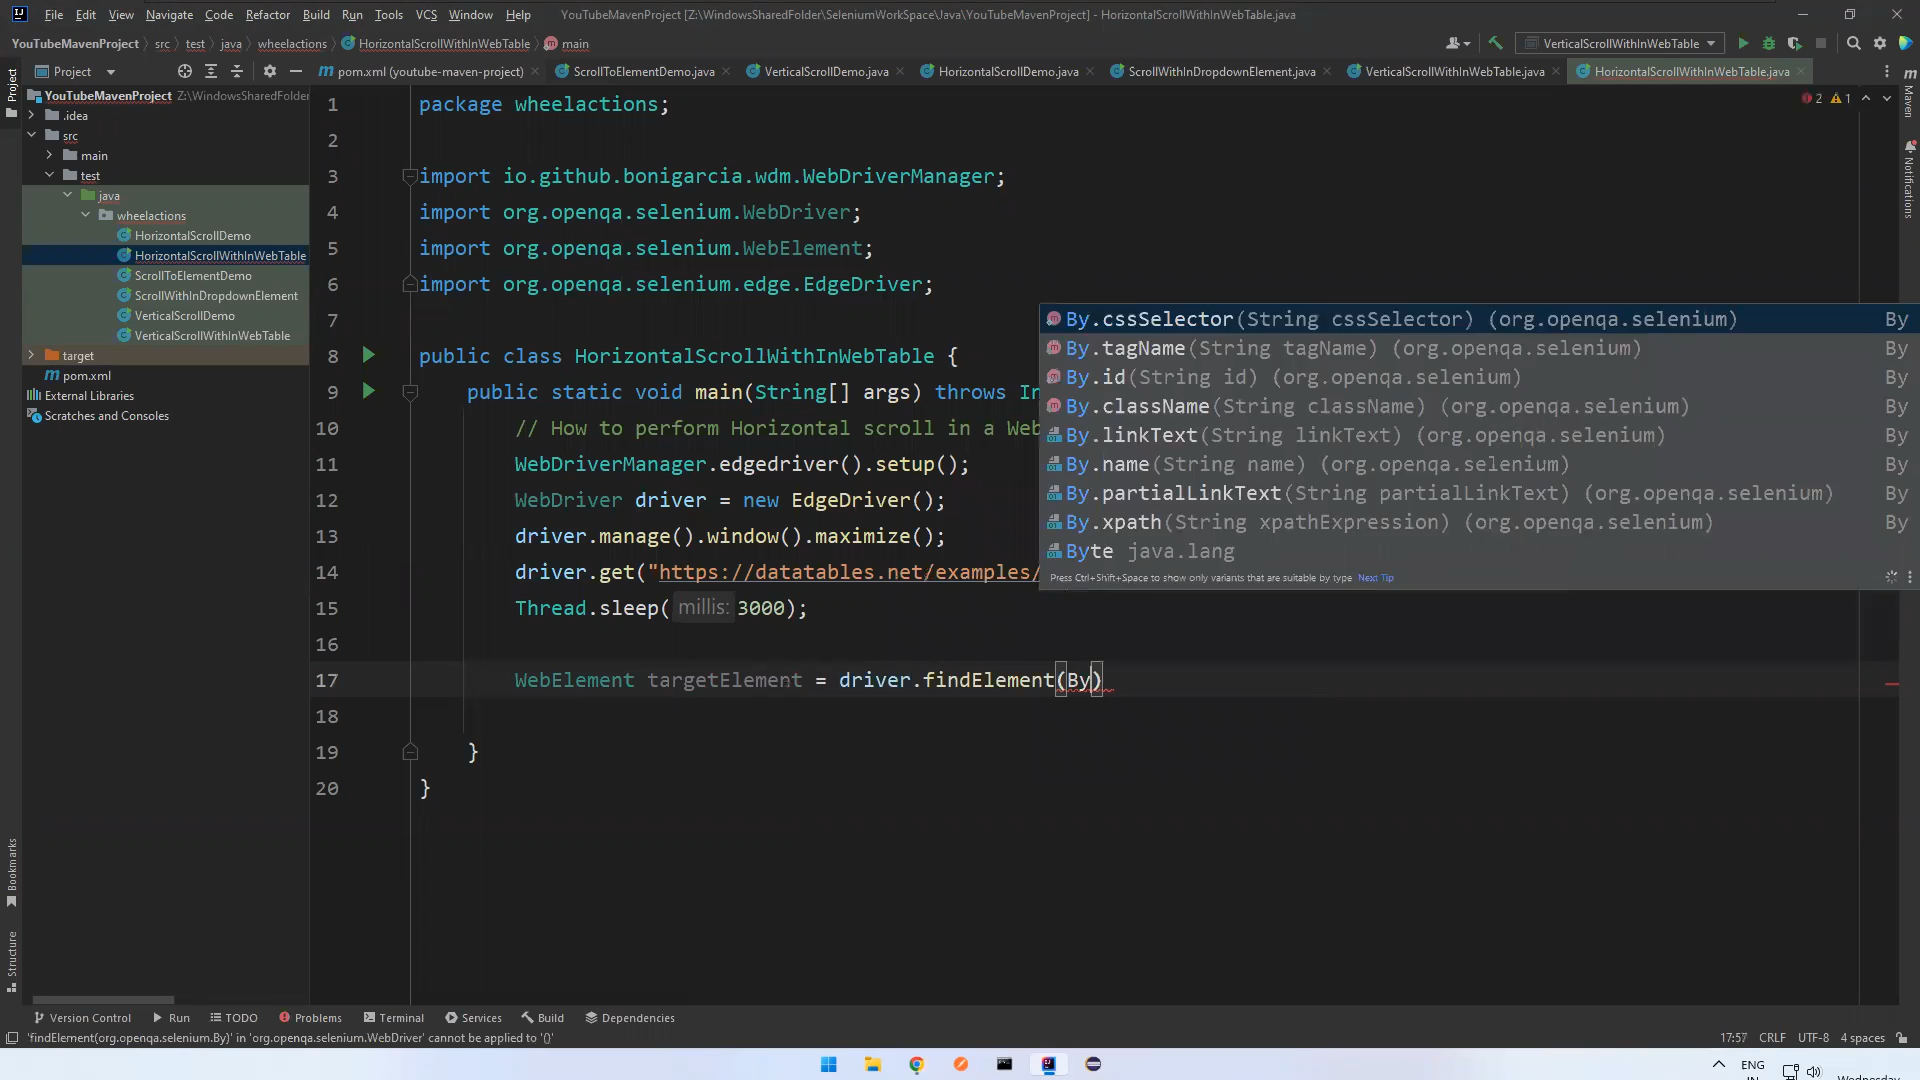 File Edit View Navigate Code Refactor Build Run Tools VCS Window Help YouTubeMavenProject [Z:\WindowsSharedFolder\SeleniumWorkSpace\Java\YouTubeMavenProject] - HorizontalScrollWithInWebTable.java
YouTubeMavenProject src test java wheelactions HorizontalScrollWithInWebTable main VerticalScrollWithInWebTable
Project pom.xml (youtube-maven-project) ScrollToElementDemo.java VerticalScrollDemo.java HorizontalScrollDemo.java ScrollWithInDropdownElement.java VerticalScrollWithInWebTable.java HorizontalScrollWithInWebTable.java
Project
Maven
Notifications
Bookmarks
Structure
YouTubeMavenProject Z:\WindowsSharedFolder
.idea
src
main
test
java
wheelactions
HorizontalScrollDemo
HorizontalScrollWithInWebTable
ScrollToElementDemo
ScrollWithInDropdownElement
VerticalScrollDemo
VerticalScrollWithInWebTable
target
pom.xml
External Libraries
Scratches and Consoles
2 1
1 package wheelactions;
2
3 import io.github.bonigarcia.wdm.WebDriverManager;
4 import org.openqa.selenium.WebDriver;
5 import org.openqa.selenium.WebElement;
6 import org.openqa.selenium.edge.EdgeDriver;
7
8 public class HorizontalScrollWithInWebTable {
9 public static void main(String[] args) throws In
10 // How to perform Horizontal scroll in a Web
11 WebDriverManager.edgedriver().setup();
12 WebDriver driver = new EdgeDriver();
13 driver.manage().window().maximize();
14 driver.get("https://datatables.net/examples/
15 Thread.sleep( millis: 3000);
16
17 WebElement targetElement = driver.findElement(By)
18
19 }
20 }
By.cssSelector(String cssSelector) (org.openqa.selenium) By
By.tagName(String tagName) (org.openqa.selenium) By
By.id(String id) (org.openqa.selenium) By
By.className(String className) (org.openqa.selenium) By
By.linkText(String linkText) (org.openqa.selenium) By
By.name(String name) (org.openqa.selenium) By
By.partialLinkText(String partialLinkText) (org.openqa.selenium) By
By.xpath(String xpathExpression) (org.openqa.selenium) By
Byte java.lang
Press Ctrl+Shift+Space to show only variants that are suitable by type Next Tip
Version Control Run TODO Problems Terminal Services Build Dependencies
'findElement(org.openqa.selenium.By)' in 'org.openqa.selenium.WebDriver' cannot be applied to '()' 17:57 CRLF UTF-8 4 spaces
ENG
IN
Wednesday